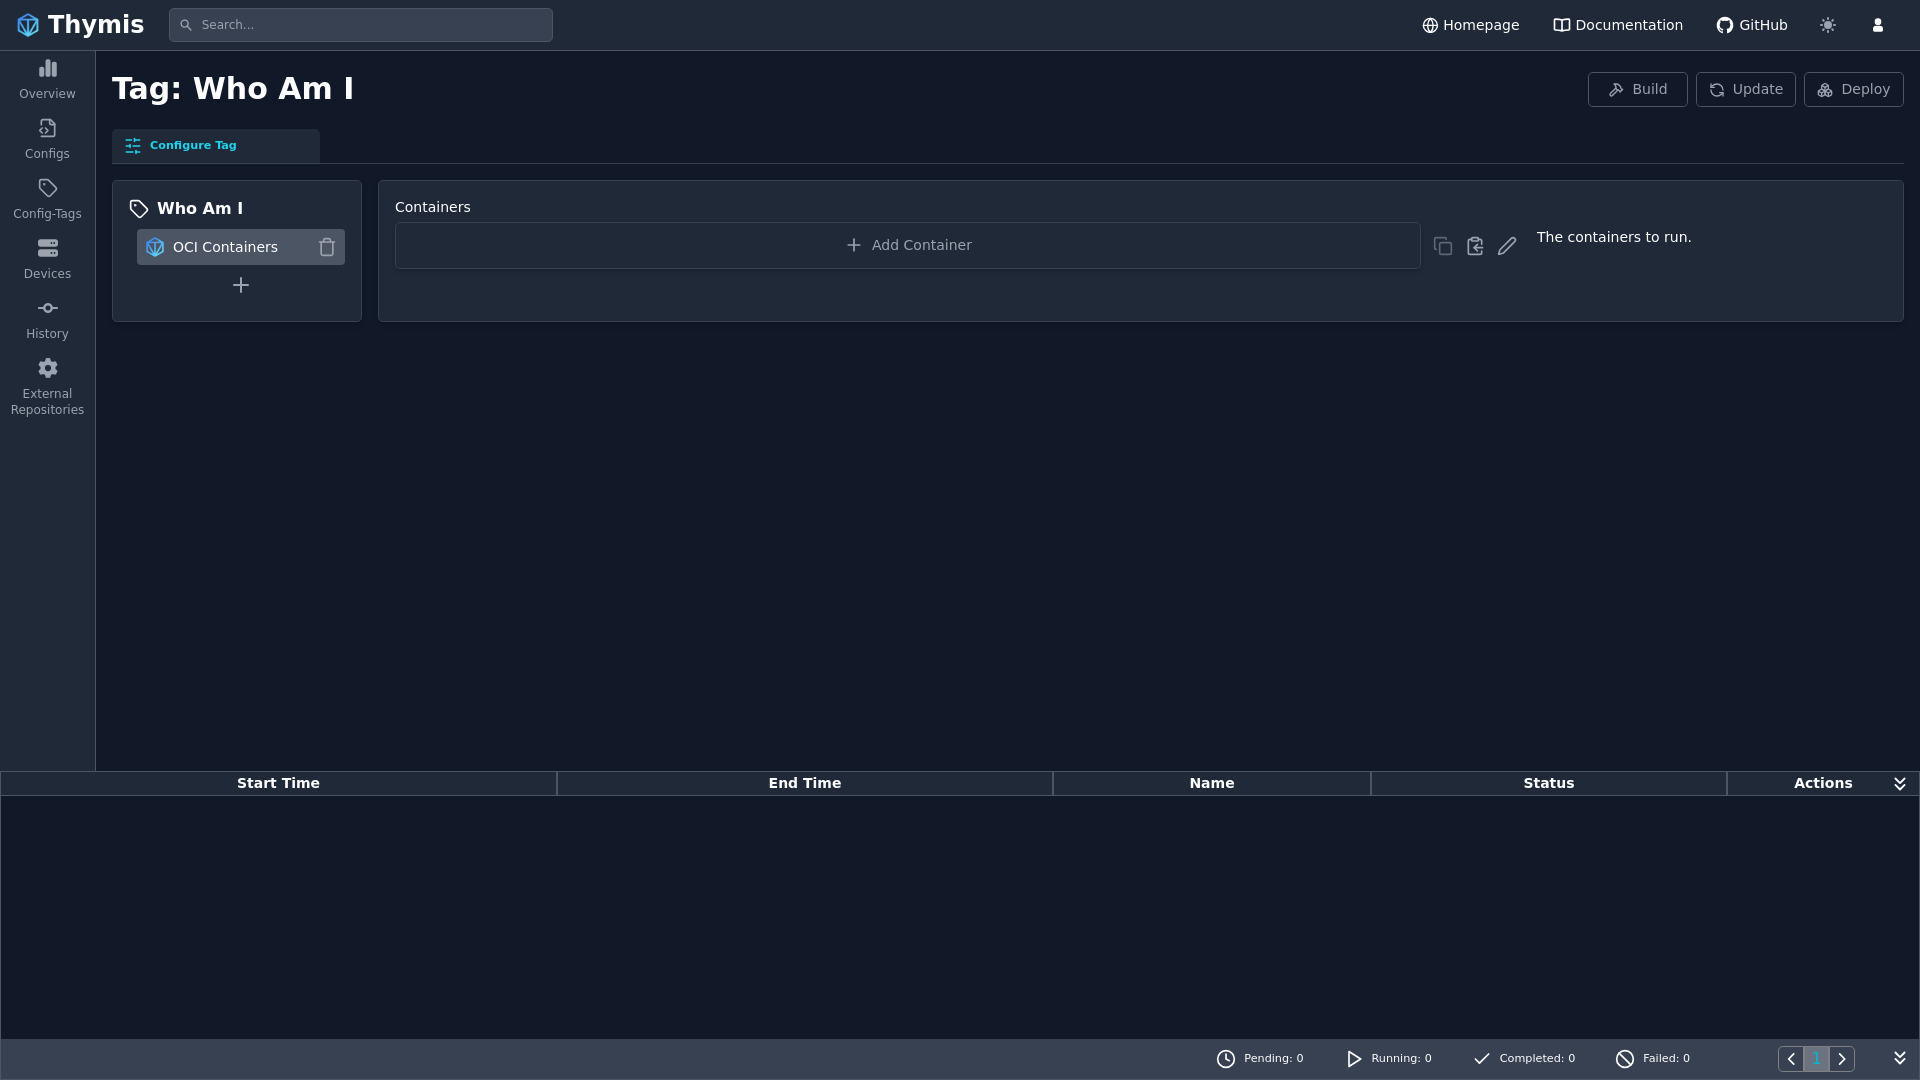 Thymis
Search...
Homepage
Documentation
GitHub
Overview
Configs
Config-Tags
Devices
History
External
Repositories
Tag: Who Am I
Build
Update
Deploy
Configure Tag
Who Am I
OCI Containers
Containers
Add Container
The containers to run.
Start Time
End Time
Name
Status
Actions
Pending: 0
Running: 0
Completed: 0
Failed: 0
1